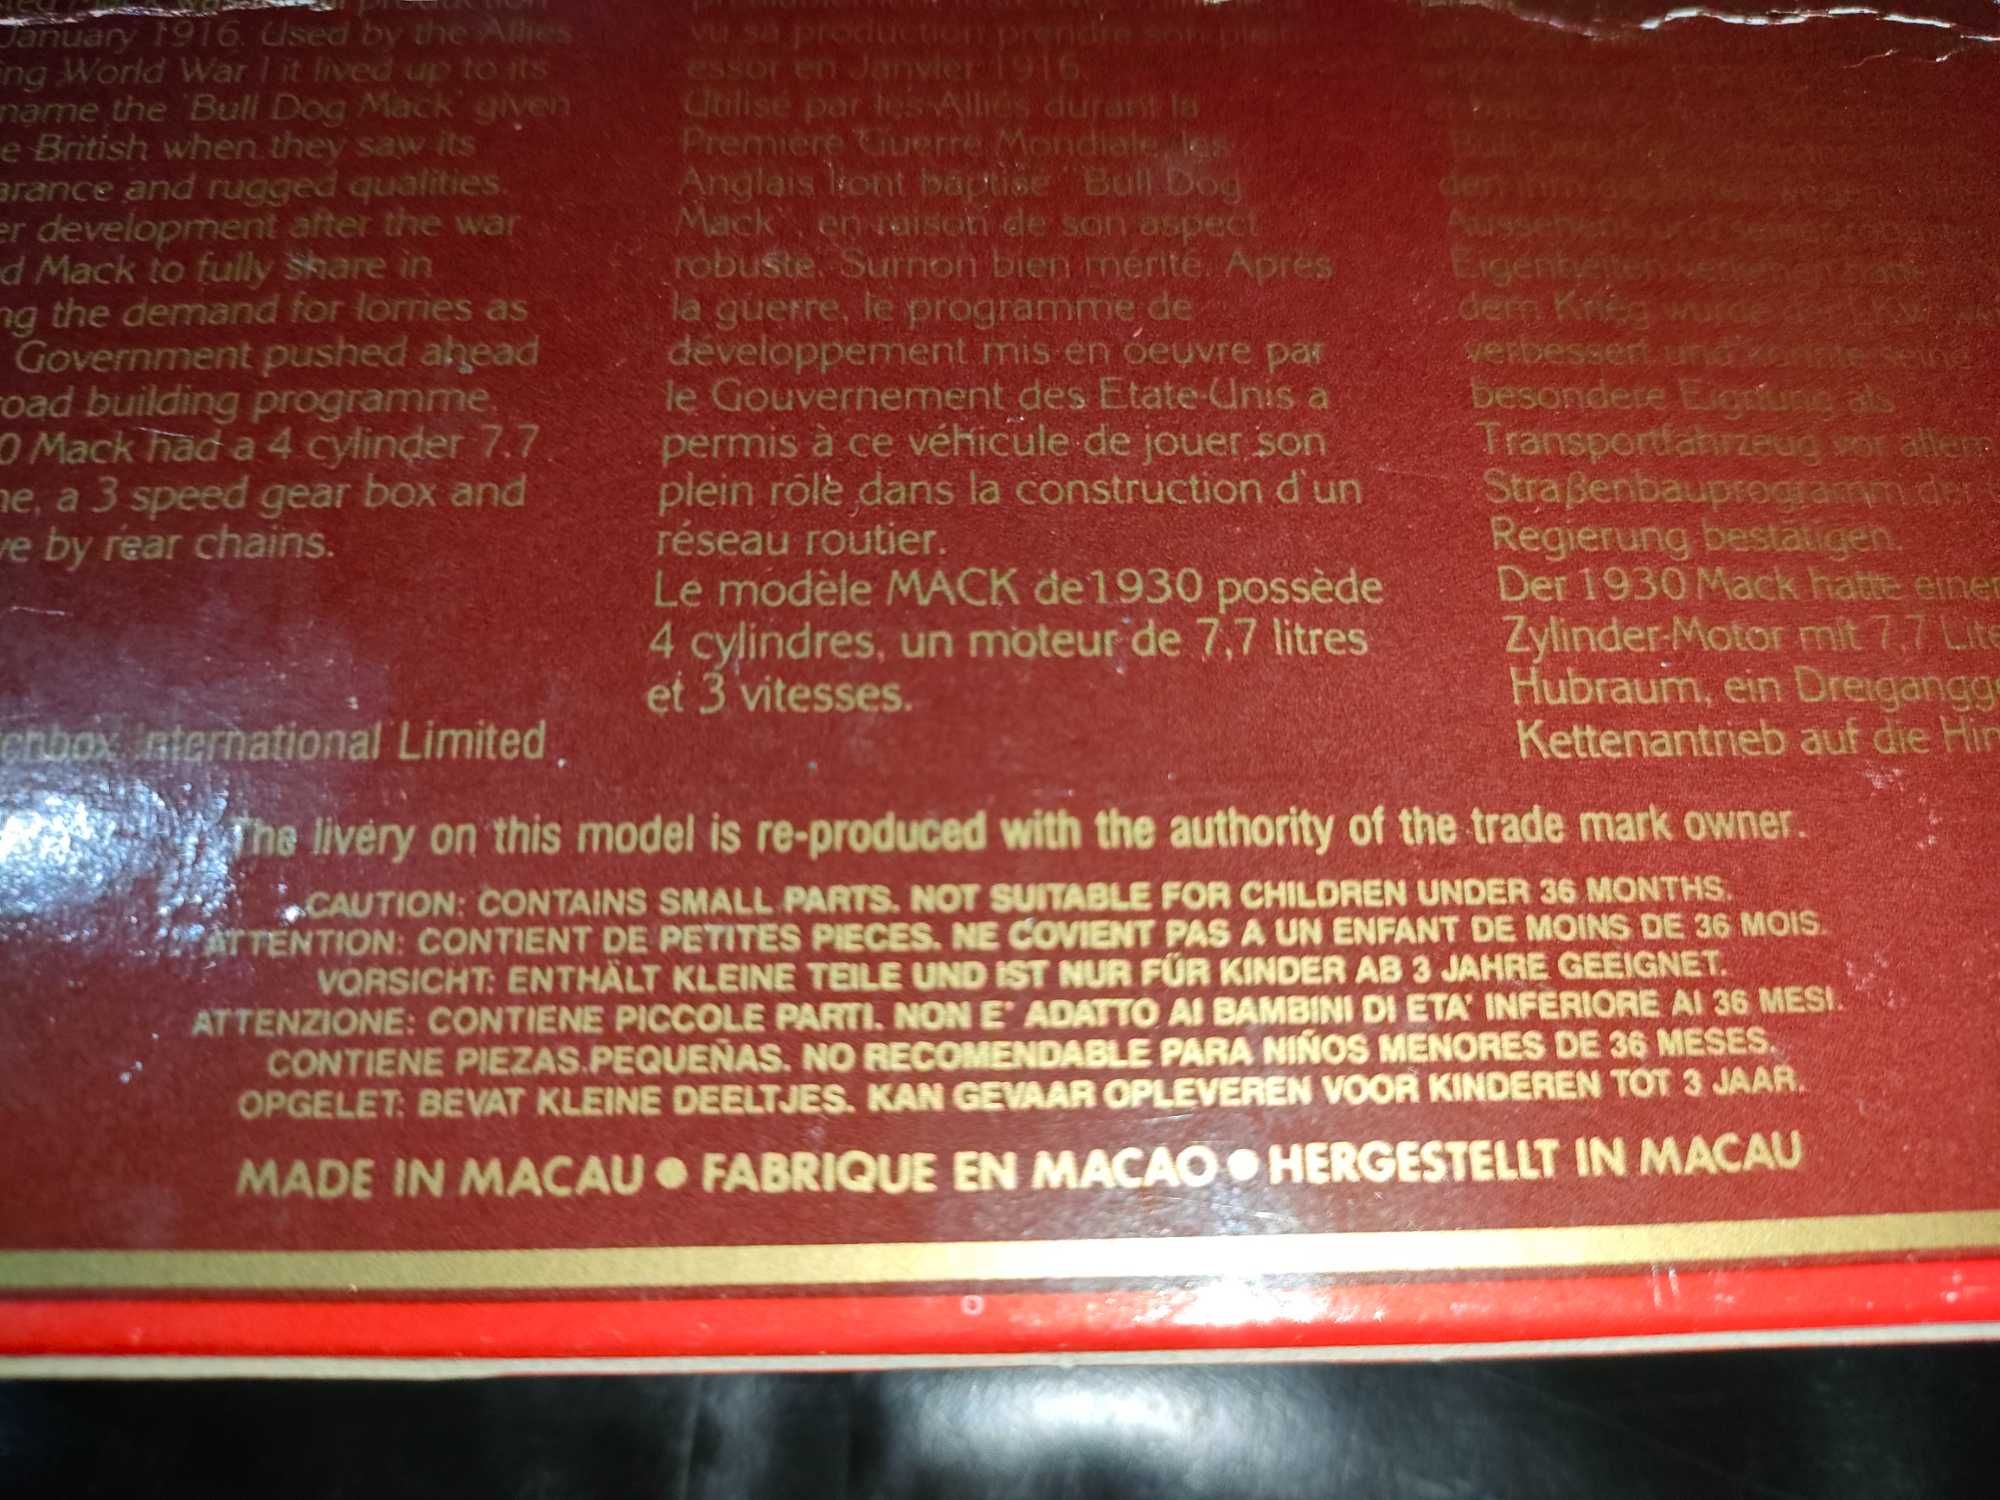 January 1916. Used by the Allies
World War I it lived up to its
name the 'Bull Dog Mack' given
British when they saw its
and rugged qualities.
development after the war
Mack to fully share in
the demand for lorries as
Government pushed ahead
building programme.
Mack had a 4 cylinder 7.7
a 3 speed gear box and
by rear chains.
International Limited
vu sa production prendre son plein
essor en Janvier 1916.
Utilisé par les Alliés durant la
Première Guerre Mondiale, les
Anglais l'ont baptisé "Bull Dog
Mack", en raison de son aspect
robuste. Surnon bien mérité. Après
la guerre, le programme de
développement mis en oeuvre par
le Gouvernement des Etate-Unis a
permis à ce véhicule de jouer son
plein rôle dans la construction d'un
réseau routier.
Le modèle MACK de 1930 possède
4 cylindres, un moteur de 7,7 litres
et 3 vitesses.
Eigenheiten
dem Krieg wurde
verbessert und konnte seine
besondere Eignung als
Transportfahrzeug vor allem
Straßenbauprogramm der
Regierung bestätigen.
Der 1930 Mack hatte
Zylinder-Motor mit 7,7
Hubraum, ein
Kettenantrieb auf die
The livery on this model is re-produced with the authority of the trade mark owner.
CAUTION: CONTAINS SMALL PARTS. NOT SUITABLE FOR CHILDREN UNDER 36 MONTHS.
ATTENTION: CONTIENT DE PETITES PIECES. NE COVIENT PAS A UN ENFANT DE MOINS DE 36 MOIS.
VORSICHT: ENTHÄLT KLEINE TEILE UND IST NUR FÜR KINDER AB 3 JAHRE GEEIGNET.
ATTENZIONE: CONTIENE PICCOLE PARTI. NON E' ADATTO AI BAMBINI DI ETA' INFERIORE AI 36 MESI.
CONTIENE PIEZAS PEQUEÑAS. NO RECOMENDABLE PARA NIÑOS MENORES DE 36 MESES.
OPGELET: BEVAT KLEINE DEELTJES. KAN GEVAAR OPLEVEREN VOOR KINDEREN TOT 3 JAAR.
MADE IN MACAU ● FABRIQUE EN MACAO ● HERGESTELLT IN MACAU